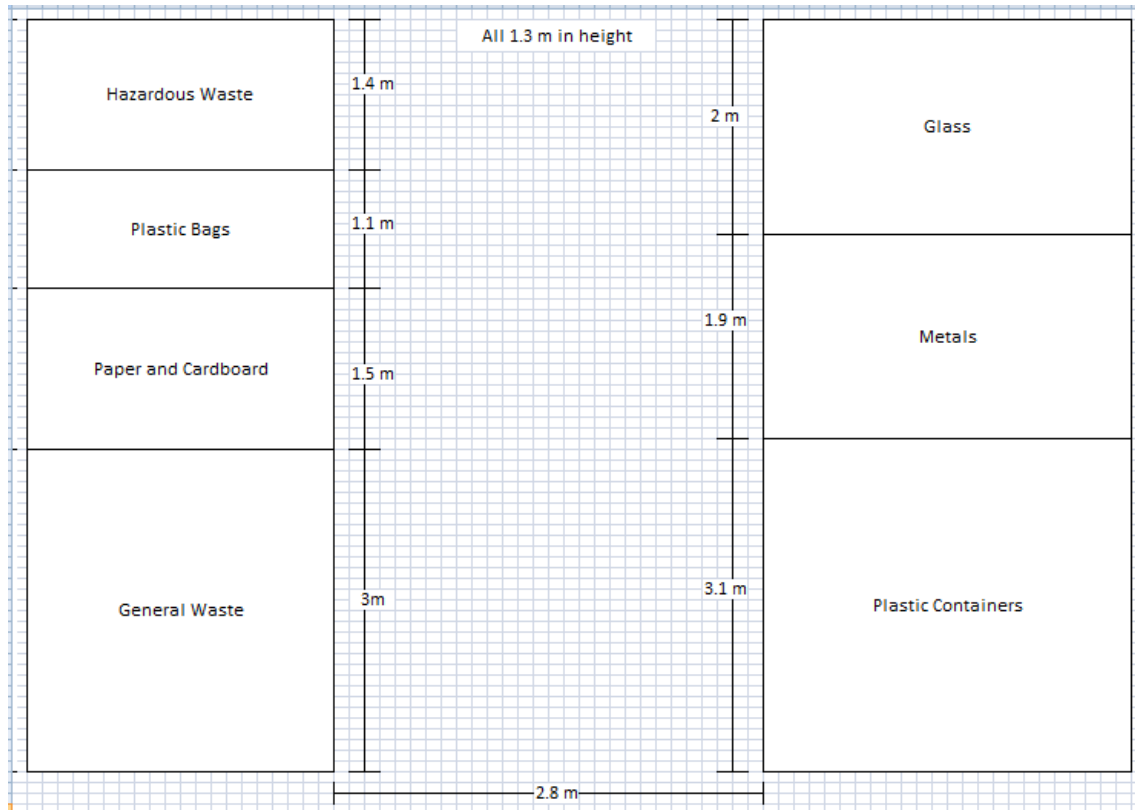 All 1.3 m in height
Hazardous Waste
1.4 m
2 m
Glass
Plastic Bags
1.1 m
1.9 m
Metals
Paper and Cardboard
1.5 m
General Waste
3m
3.1 m
Plastic Containers
2.8 m